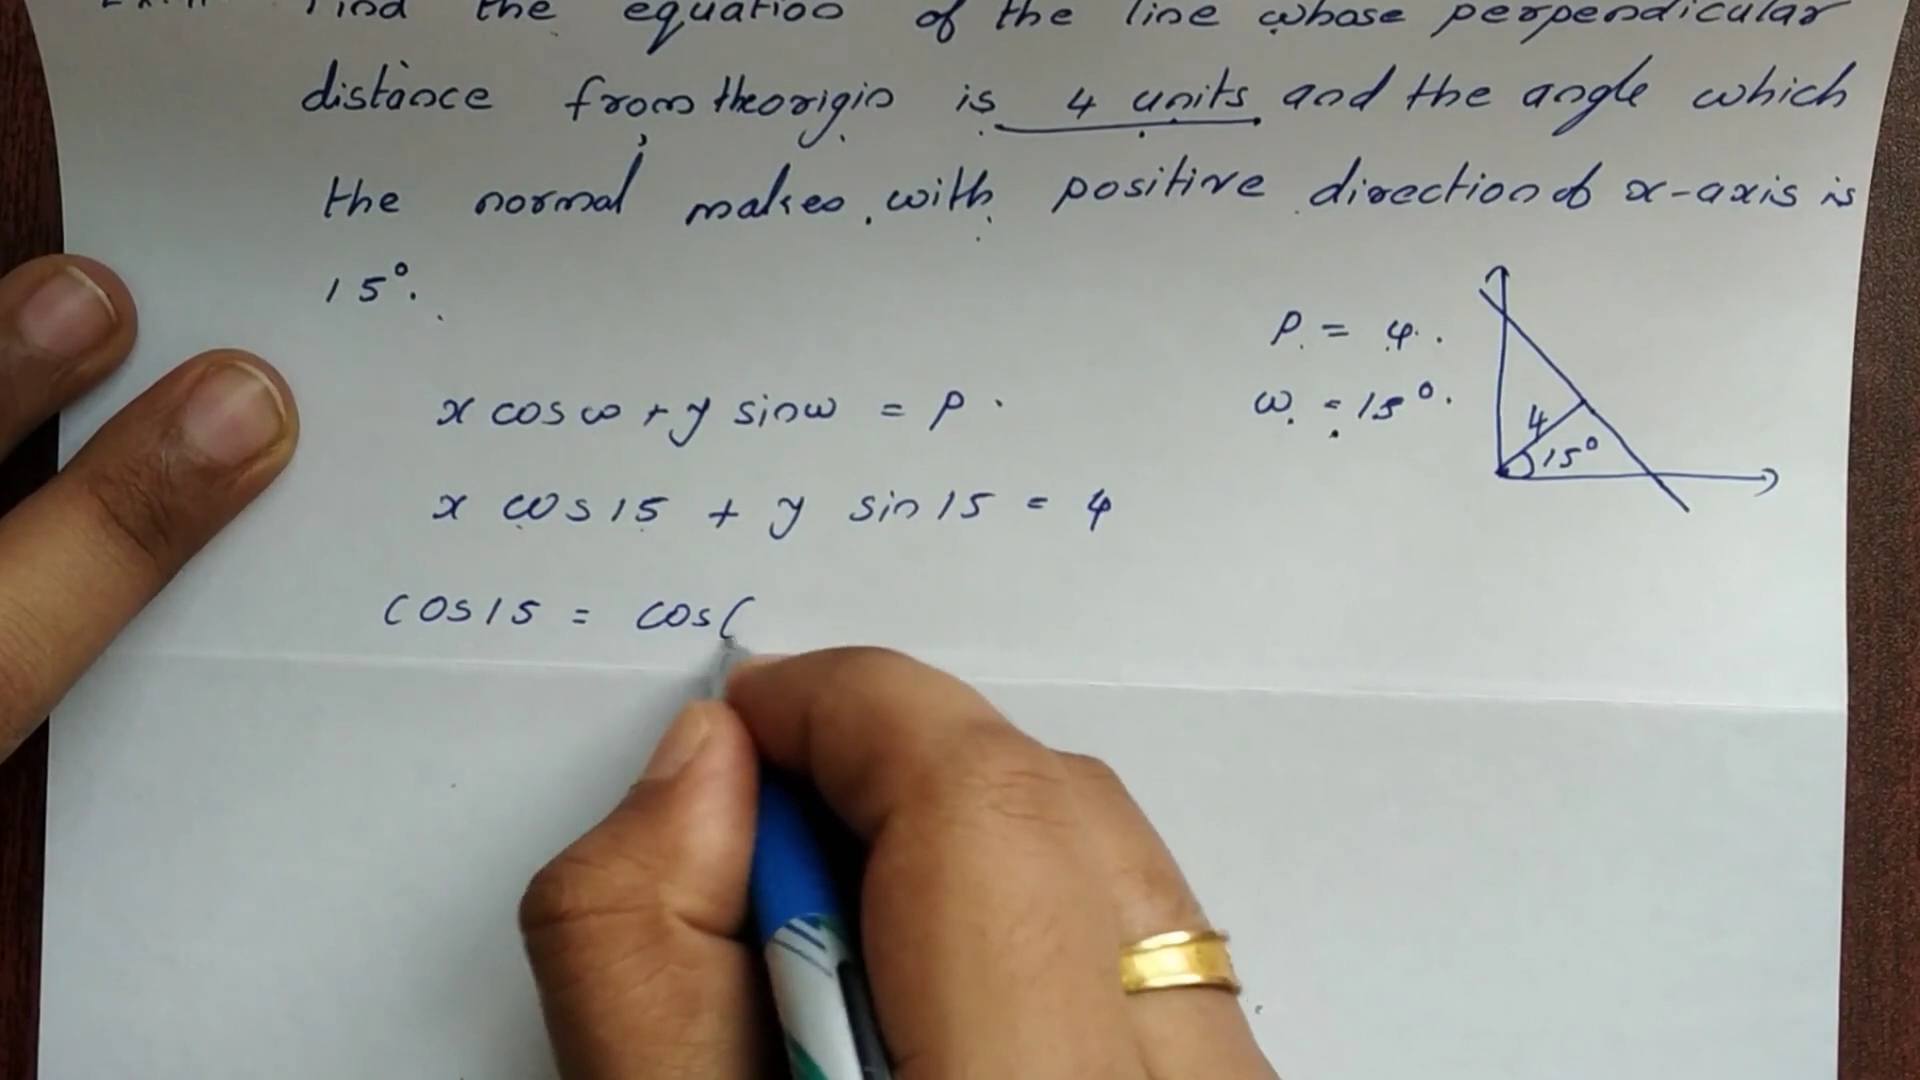 Find the equation of the line whose perpendicular
distance from the origin is 4 units and the angle which
the normal makes with positive direction of x-axis is
15°.
P = 4.
ω = 15°.
4
15°
x cos ω + y sin ω = P.
x cos 15 + y sin 15 = 4
cos 15 = cos(